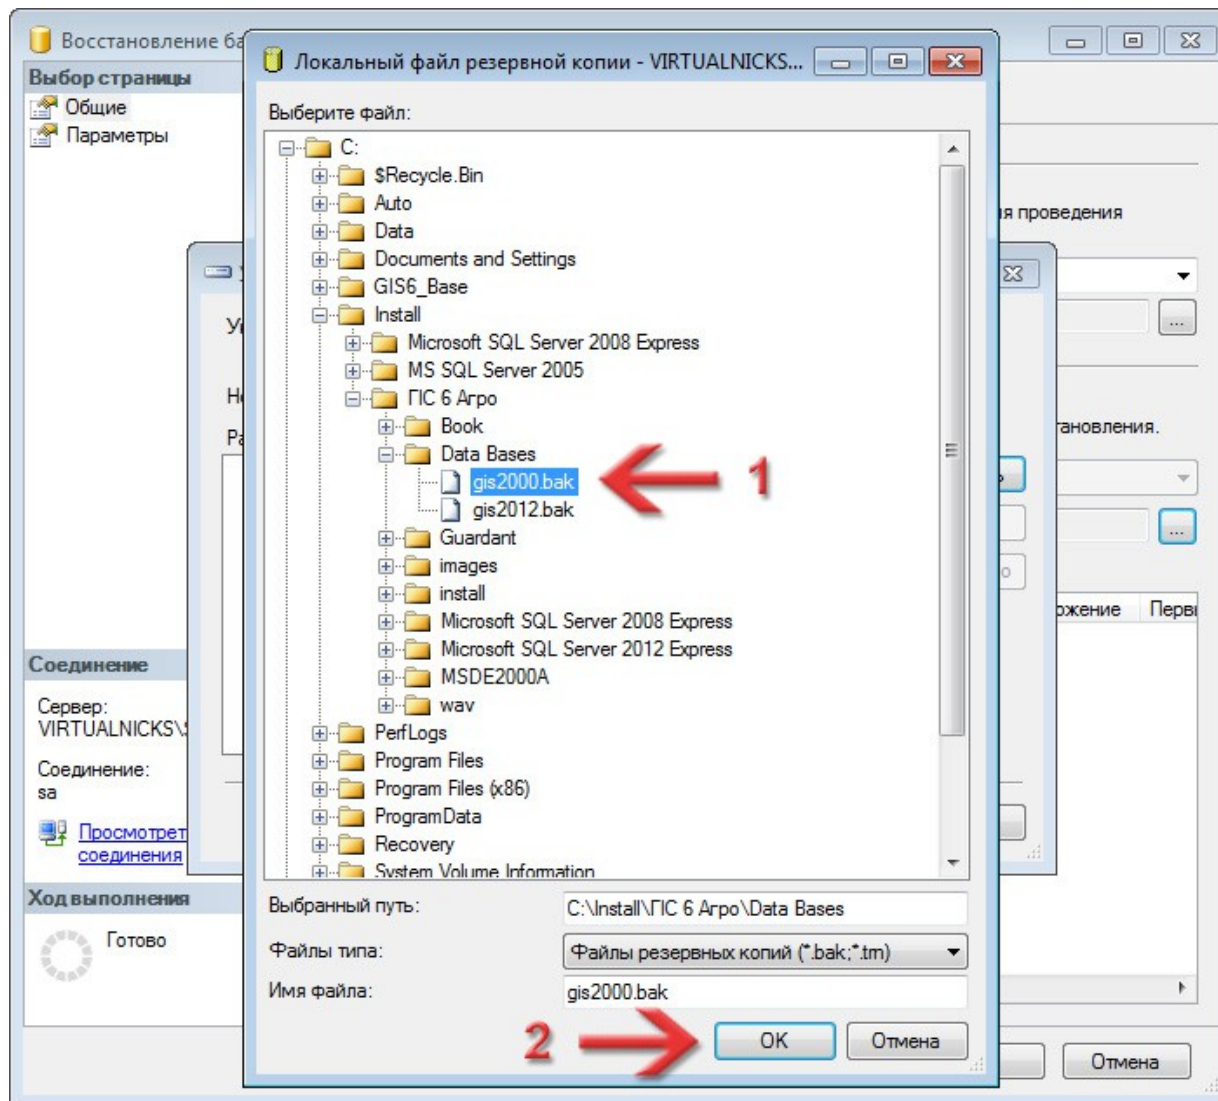 Восстановление ба
Выбор страницы
Общие
Параметры
Соединение
Сервер:
VIRTUALNICKS\
Соединение:
sa
Просмотрет
соединения
Ход выполнения
Готово
Локальный файл резервной копии - VIRTUALNICKS...
Выберите файл:
C:
$Recycle.Bin
Auto
Data
Documents and Settings
GIS6_Base
Install
Microsoft SQL Server 2008 Express
MS SQL Server 2005
ГІС 6 Агро
Book
Data Bases
gis2000.bak
1
gis2012.bak
Guardant
images
install
Microsoft SQL Server 2008 Express
Microsoft SQL Server 2012 Express
MSDE2000A
wav
PerfLogs
Program Files
Program Files (x86)
ProgramData
Recovery
System Volume Information
Выбранный путь:
C:\Install\ГІС 6 Агро\Data Bases
Файлы типа:
Файлы резервных копий (*.bak;*.trn)
Имя файла:
gis2000.bak
2
OK
Отмена
я проведения
...
тановления.
...
ожение
Перв
Отмена